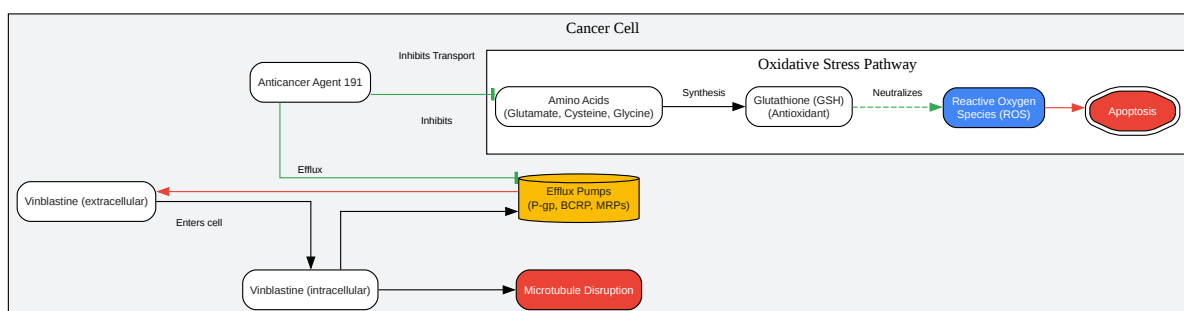 Cancer Cell
Inhibits Transport
Oxidative Stress Pathway
Anticancer Agent 191
Amino Acids
(Glutamate, Cysteine, Glycine)
Synthesis
Glutathione (GSH)
(Antioxidant)
Neutralizes
Reactive Oxygen
Species (ROS)
Apoptosis
Inhibits
Efflux
Vinblastine (extracellular)
Efflux Pumps
(P-gp, BCRP, MRPs)
Enters cell
Vinblastine (intracellular)
Microtubule Disruption